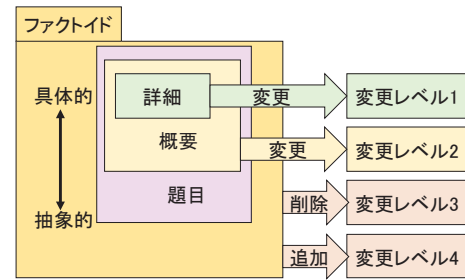 ファクトイド
具体的
詳細
変更
変更レベル1
概要
変更
変更レベル2
題目
削除
変更レベル3
抽象的
追加
変更レベル4